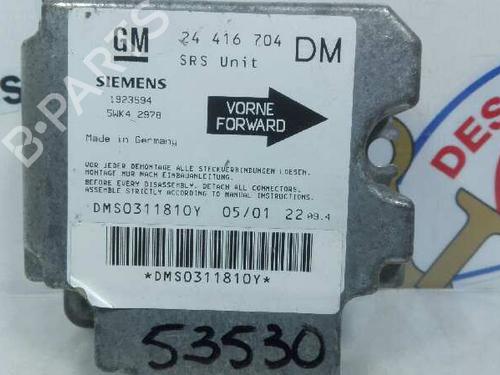 GM
24 416 704
DM
SRS Unit
SIEMENS
1923594
5WK4 2978
VORNE
FORWARD
Made in Germany
VOR JEDER DEMONTAGE ALLE STECKVERBINDUNGEN LOESEN.
MONTAGE NUR NACH EINBAUANLEITUNG.
BEFORE EVERY DISASSEMBLY, DETACH ALL CONNECTORS.
ASSEMBLE STRICTLY ACCORDING TO MANUAL INSTRUCTIONS.
DMS0311810Y 05/01 22 09.4
*DMS0311810Y*
53530
B-PARTS